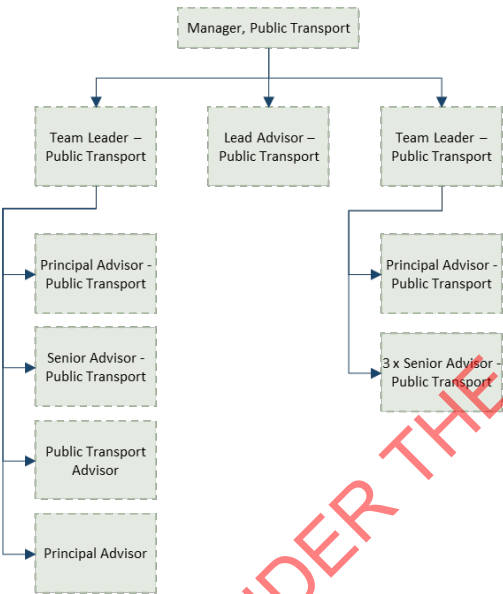 Manager, Public Transport
Team Leader –
Public Transport
Lead Advisor –
Public Transport
Team Leader –
Public Transport
Principal Advisor -
Public Transport
Senior Advisor -
Public Transport
Public Transport
Advisor
Principal Advisor
Principal Advisor -
Public Transport
3 x Senior Advisor -
Public Transport
DER THE